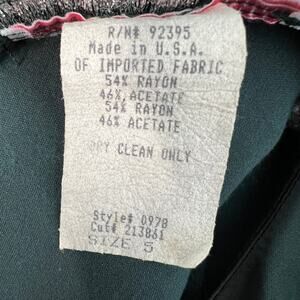 R/N# 92395
Made in U.S.A.
OF IMPORTED FABRIC
54% RAYON
46% ACETATE
54% RAYON
46% ACETATE
DRY CLEAN ONLY
Style# 0978
Cut# 213861
SIZE 5